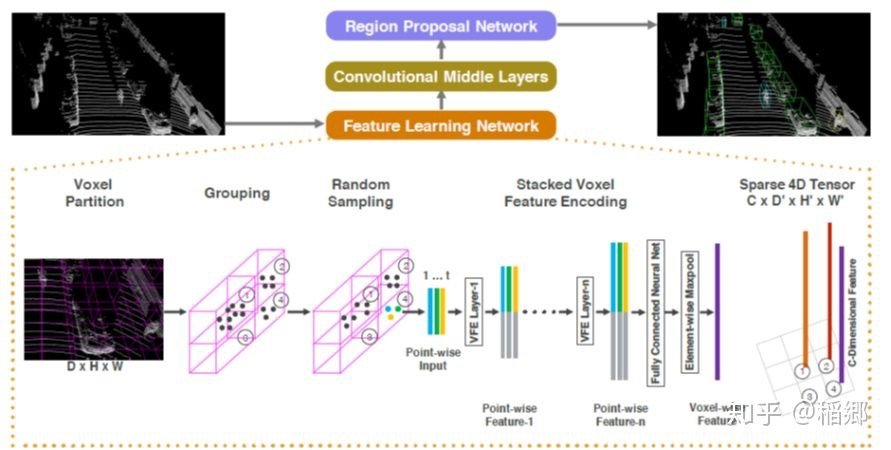 Region Proposal Network
Convolutional Middle Layers
Feature Learning Network
Voxel
Partition
Grouping
Random
Sampling
Stacked Voxel
Feature Encoding
Sparse 4D Tensor
C x D' x H' x W'
D x H x W
1
2
3
4
1
2
3
4
1 ... t
Point-wise
Input
VFE Layer-1
Point-wise
Feature-1
VFE Layer-n
Point-wise
Feature-n
Fully Connected Neural Net
Element-wise Maxpool
Voxel-wise
Feature
C-Dimensional Feature
1
2
3
4
知乎 @稻郷